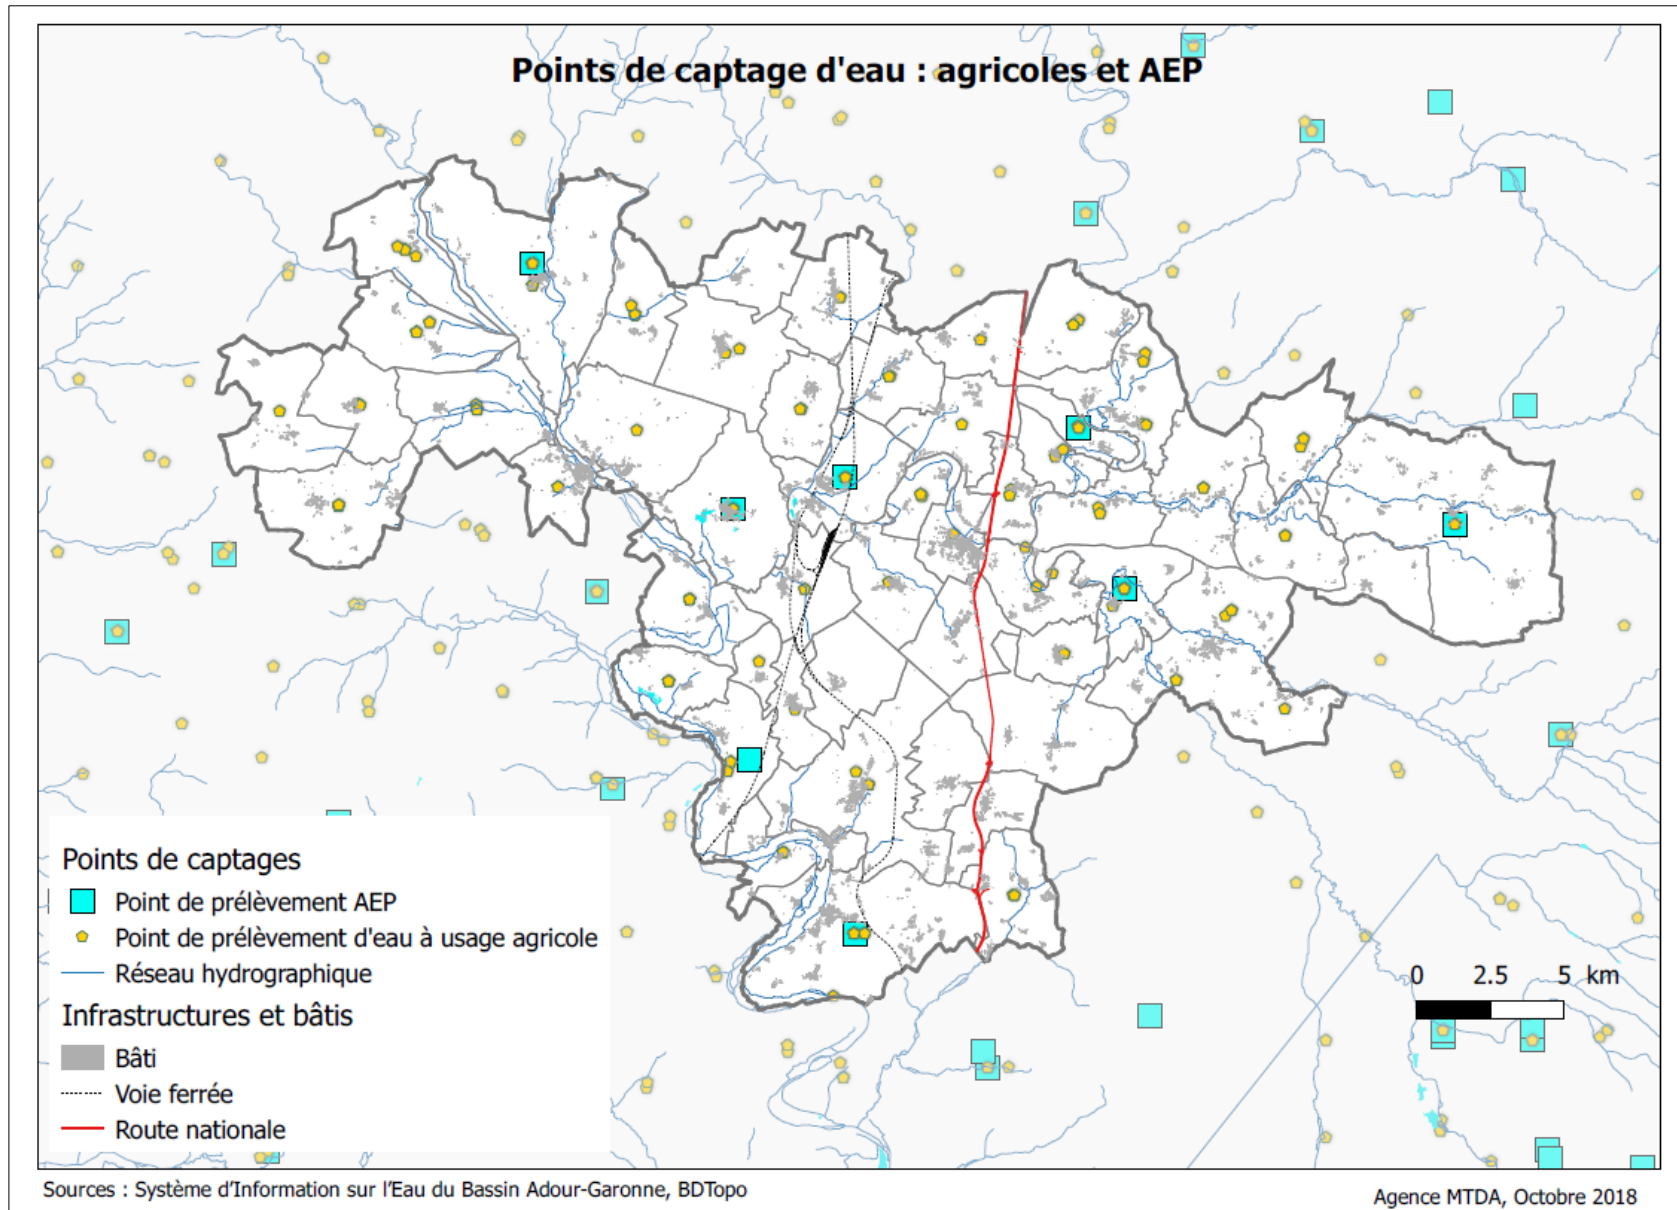 Points de captage d'eau : agricoles et AEP
Points de captages
Point de prélèvement AEP
Point de prélèvement d'eau à usage agricole
Réseau hydrographique
Infrastructures et bâtis
Bâti
Voie ferrée
Route nationale
0 2.5 5 km
Sources : Système d'Information sur l'Eau du Bassin Adour-Garonne, BDTopo
Agence MTDA, Octobre 2018